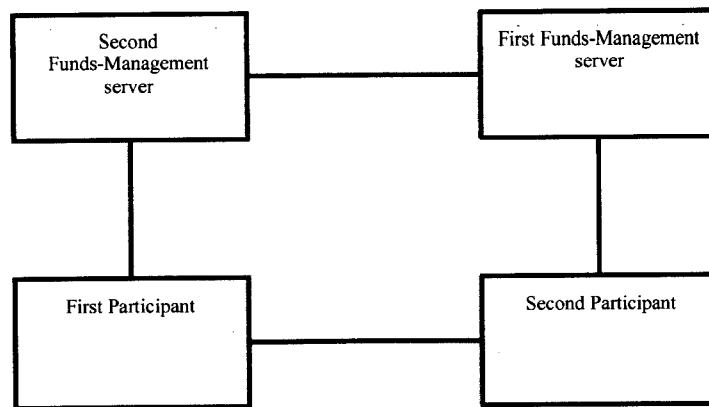 Second
Funds-Management
server
First Funds-Management
server
First Participant
Second Participant